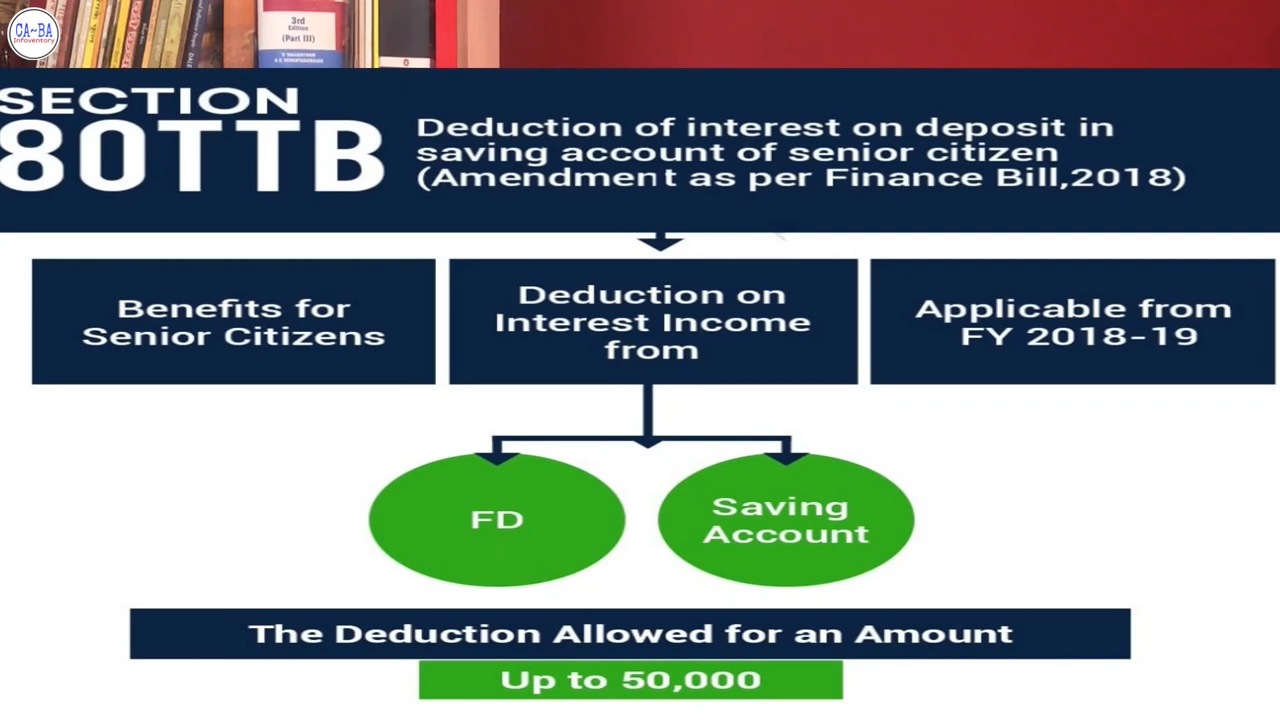 CA~BA
Infoventory
3rd
Edition
(Part III)
SECTION
80TTB
Deduction of interest on deposit in
saving account of senior citizen
(Amendment as per Finance Bill,2018)
Benefits for
Senior Citizens
Deduction on
Interest Income
from
Applicable from
FY 2018-19
FD
Saving
Account
The Deduction Allowed for an Amount
Up to 50,000